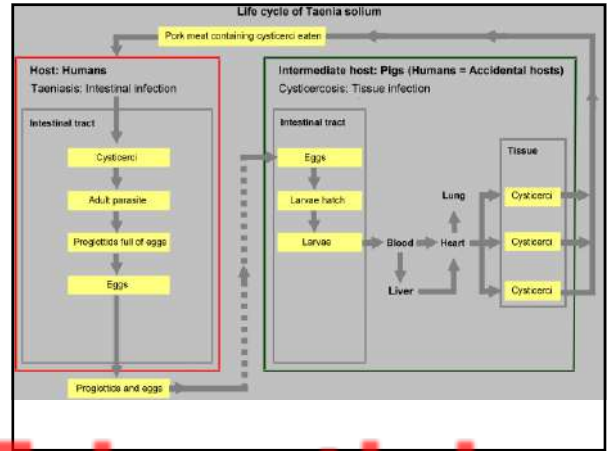 Life cycle of Taenia solium
Pork meat containing cysticerci eaten
Host: Humans
Taeniasis: Intestinal infection
Intestinal tract
Cysticerci
Adult parasite
Proglottids full of eggs
Eggs
Proglottids and eggs
Intermediate host: Pigs (Humans = Accidental hosts)
Cysticercosis: Tissue infection
Intestinal tract
Eggs
Larvae hatch
Larvae
Blood
Liver
Lung
Heart
Tissue
Cysticerci
Cysticerci
Cysticerci